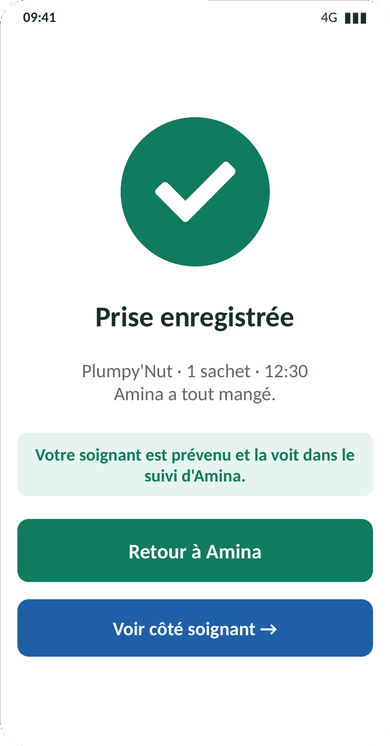 09:41 4G
Prise enregistrée
Plumpy'Nut · 1 sachet · 12:30
Amina a tout mangé.
Votre soignant est prévenu et la voit dans le
suivi d'Amina.
Retour à Amina
Voir côté soignant →